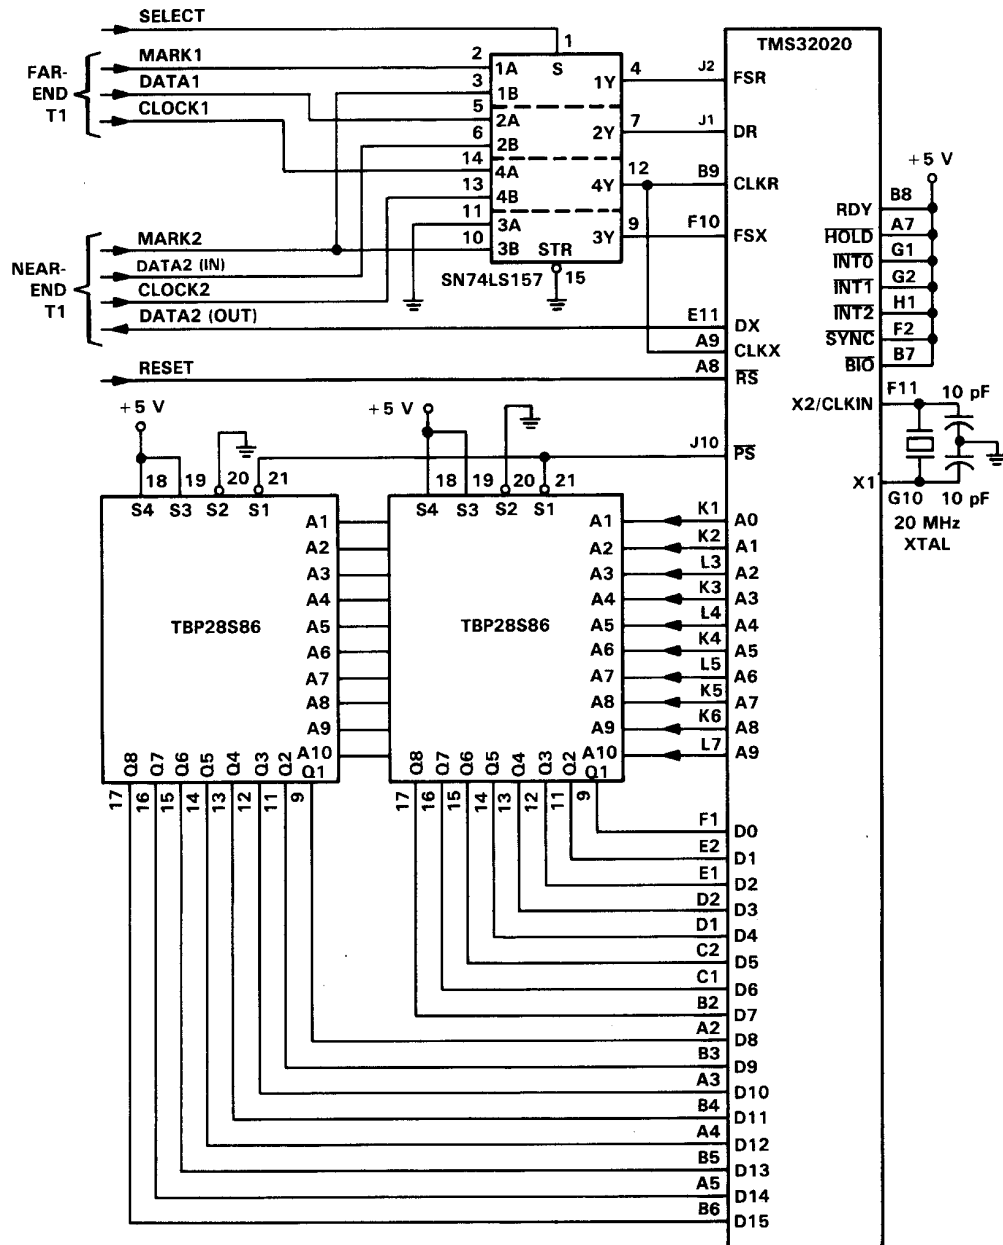 SELECT
1
TMS32020
FAR-
END
T1
MARK1
2
1A
S
1Y
4
J2
FSR
DATA1
3
1B
CLOCK1
5
2A
2Y
7
J1
DR
6
2B
14
4A
4Y
12
B9
CLKR
13
4B
11
3A
3Y
9
F10
FSX
10
3B
STR
15
SN74LS157
NEAR-
END
T1
MARK2
DATA2 (IN)
CLOCK2
DATA2 (OUT)
E11
DX
A9
CLKX
RESET
A8
RS
+5 V
RDY
B8
HOLD
A7
INT0
G1
INT1
G2
INT2
H1
SYNC
F2
BIO
B7
X2/CLKIN
F11
10 pF
X1
G10
10 pF
20 MHz
XTAL
+5 V
18
19
20
21
+5 V
18
19
20
21
J10
PS
S4
S3
S2
S1
S4
S3
S2
S1
A1
A1
K1
A0
A2
A2
K2
A1
A3
A3
L3
A2
A4
A4
K3
A3
TBP28S86
A5
TBP28S86
A5
L4
A4
A6
A6
K4
A5
A7
A7
L5
A6
A8
A8
K5
A7
A9
A9
K6
A8
A10
A10
L7
A9
Q8
Q7
Q6
Q5
Q4
Q3
Q2
Q1
Q8
Q7
Q6
Q5
Q4
Q3
Q2
Q1
17
16
15
14
13
12
11
9
17
16
15
14
13
12
11
9
F1
D0
E2
D1
E1
D2
D2
D3
D1
D4
C2
D5
C1
D6
B2
D7
A2
D8
B3
D9
A3
D10
B4
D11
A4
D12
B5
D13
A5
D14
B6
D15